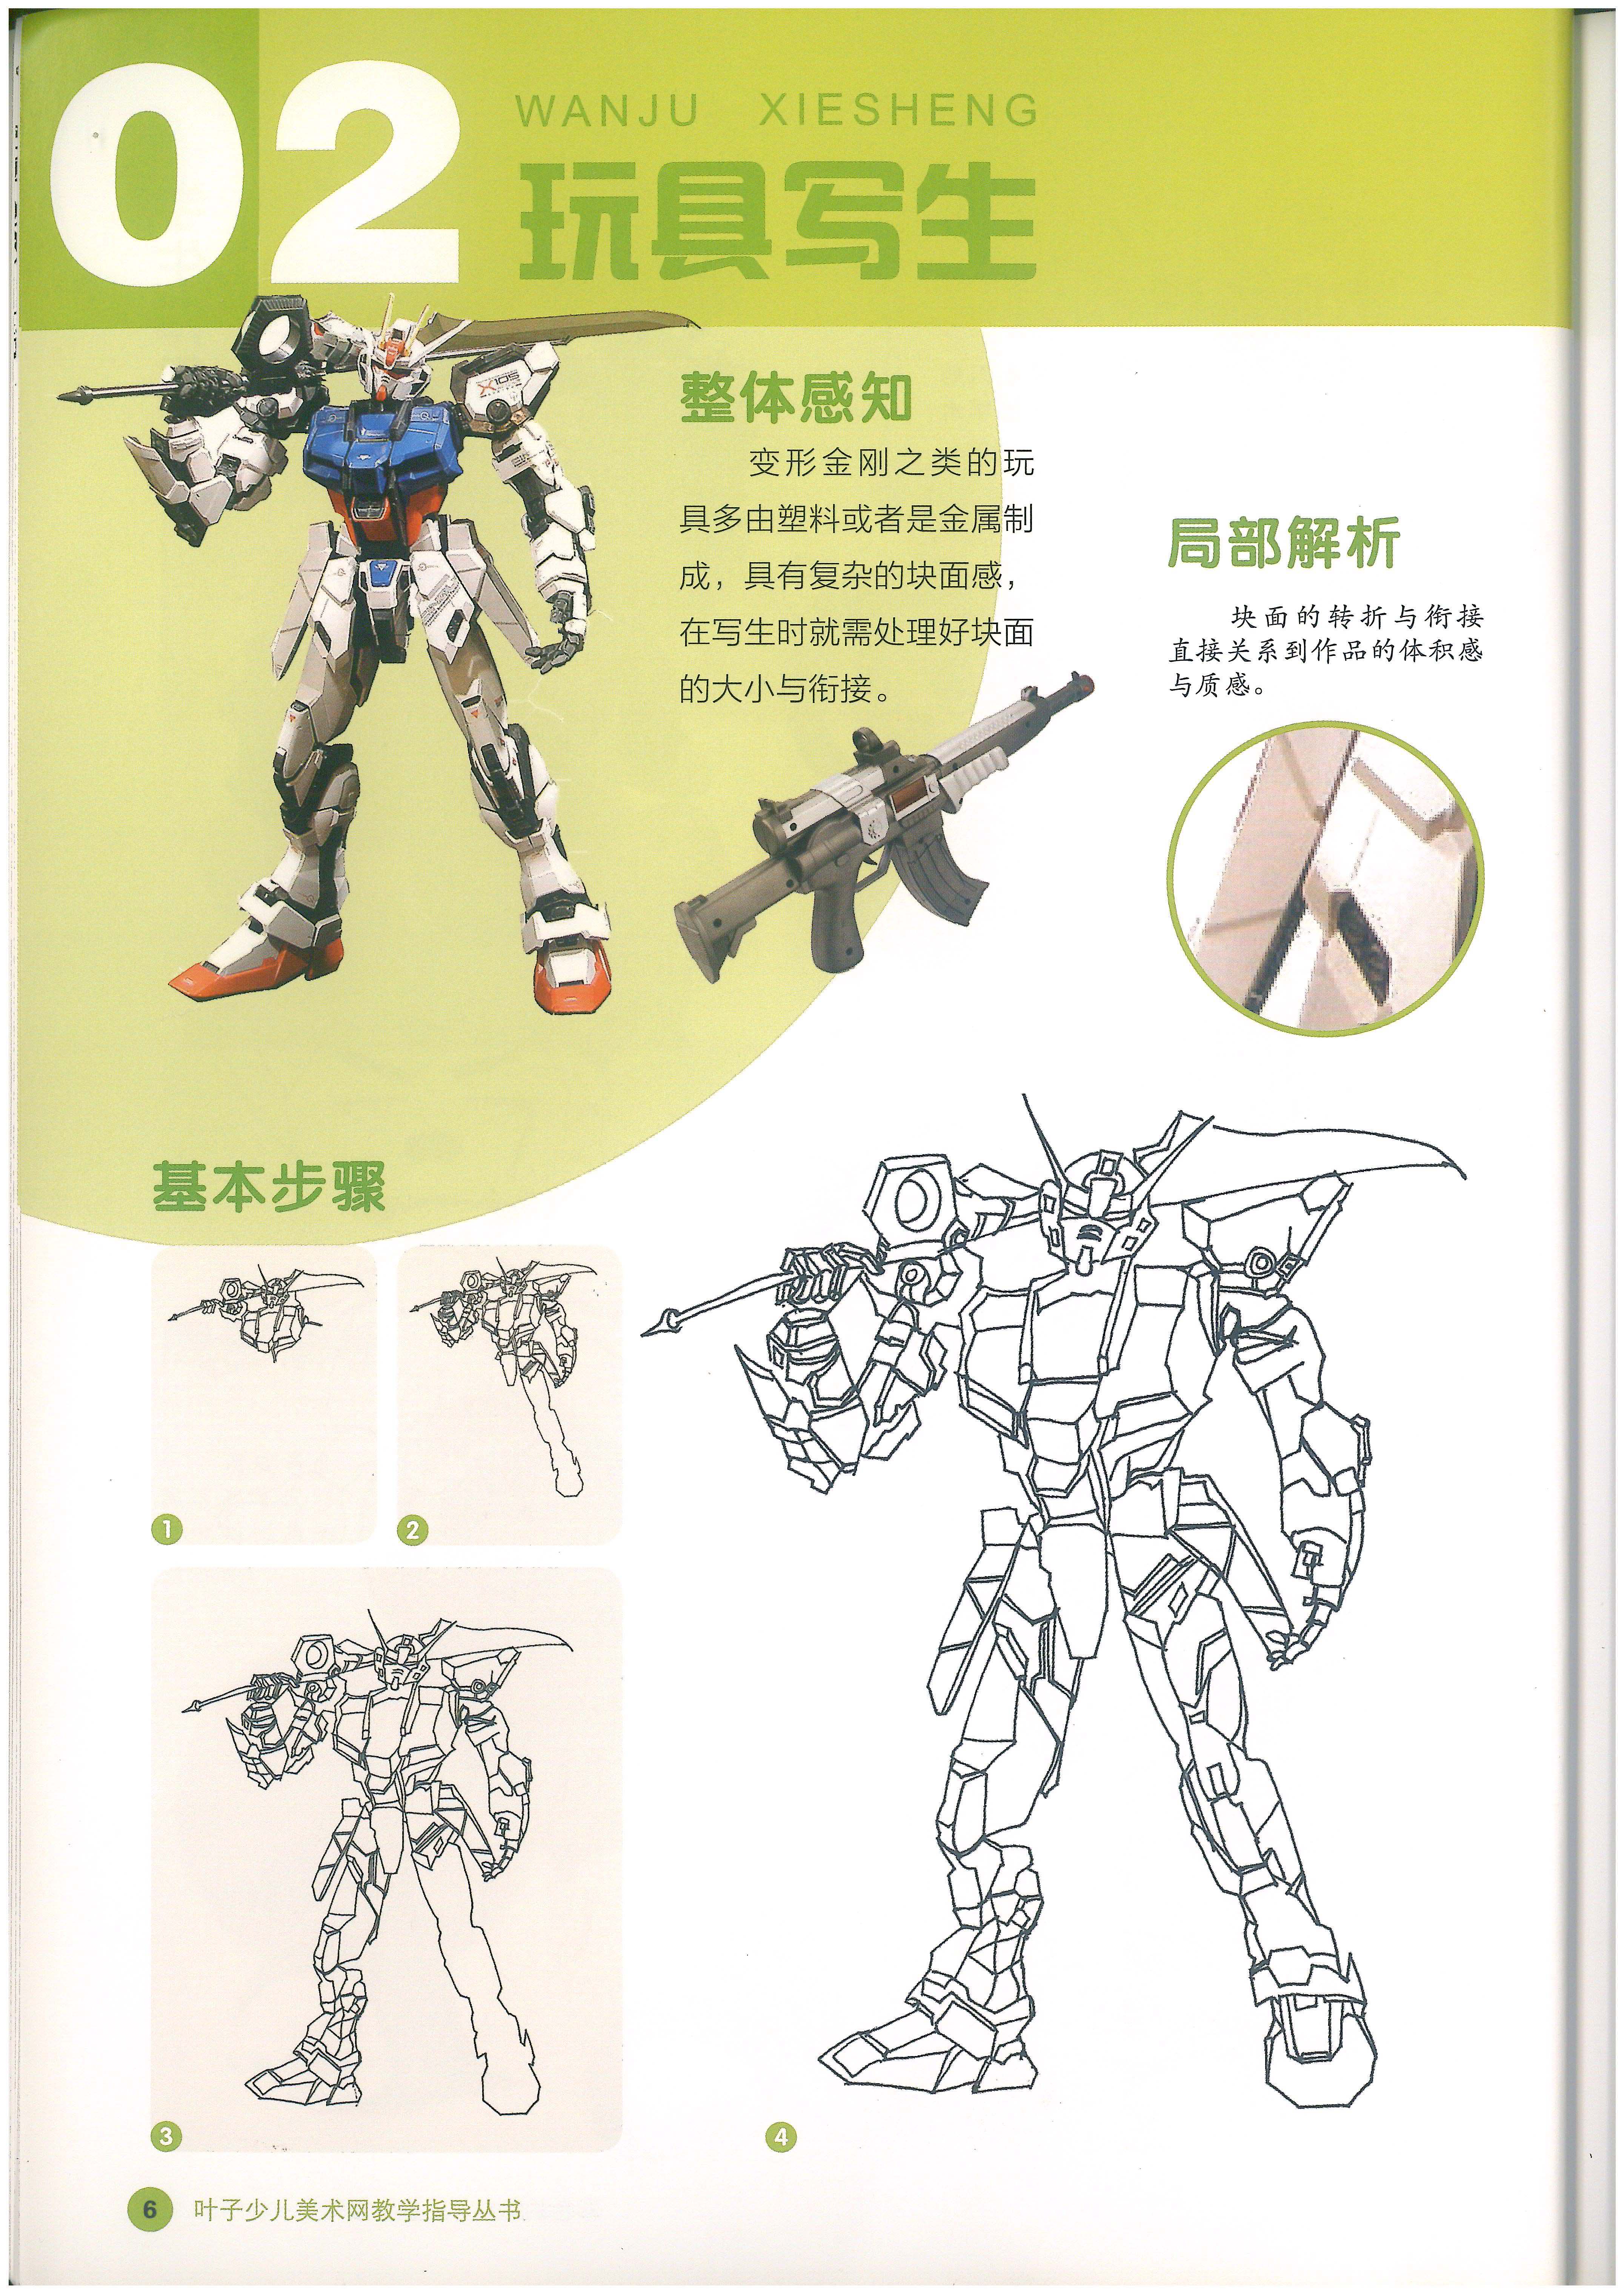 02
WANJU XIESHENG
玩具写生
X105
整体感知
变形金刚之类的玩
具多由塑料或者是金属制
成，具有复杂的块面感，
在写生时就需处理好块面
的大小与衔接。
局部解析
块面的转折与衔接
直接关系到作品的体积感
与质感。
基本步骤
1
2
3
4
6 叶子少儿美术网教学指导丛书